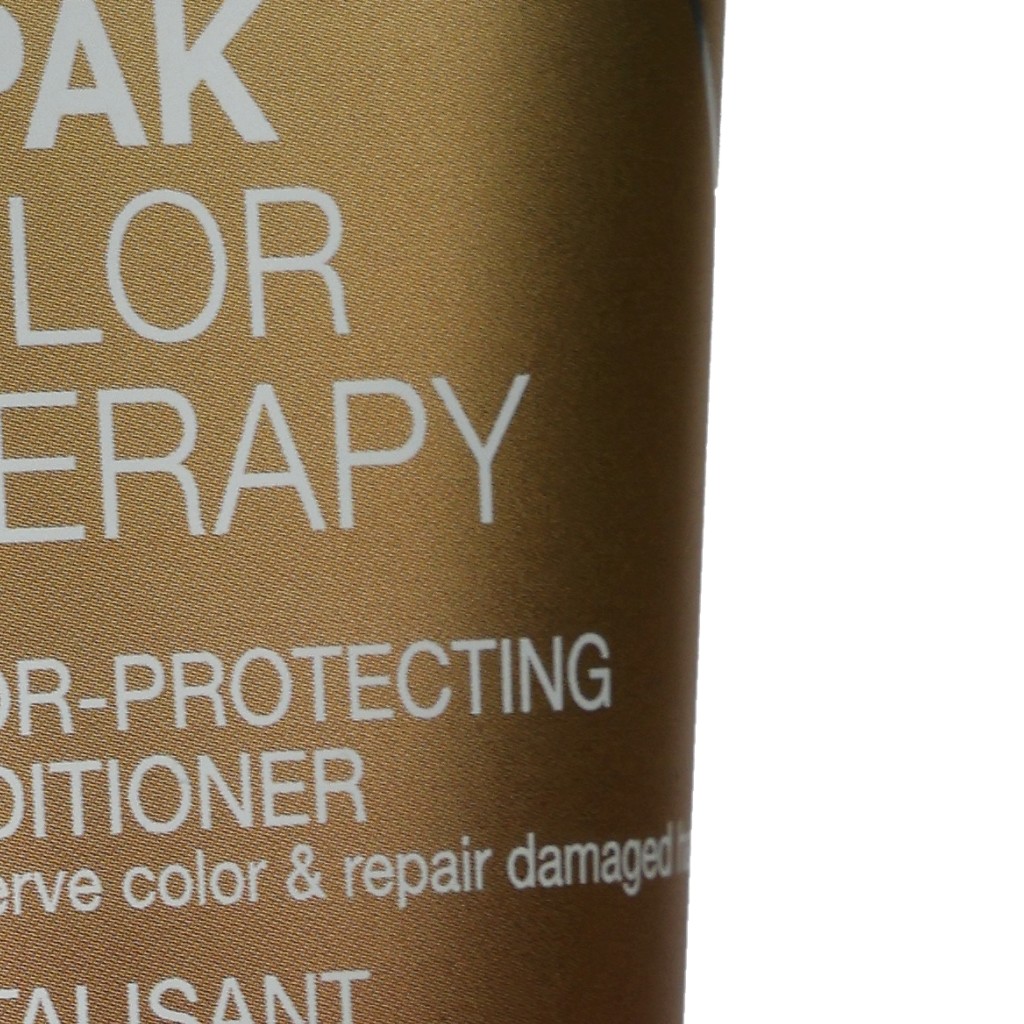 PAK
LOR
ERAPY
OR-PROTECTING
DITIONER
erve color & repair damaged
TALISANT